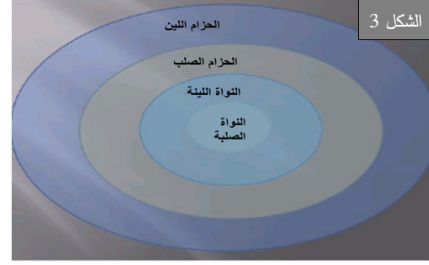 الشكل 3
الحزام اللين
الحزام الصلب
النواة اللينة
النواة
الصلبة